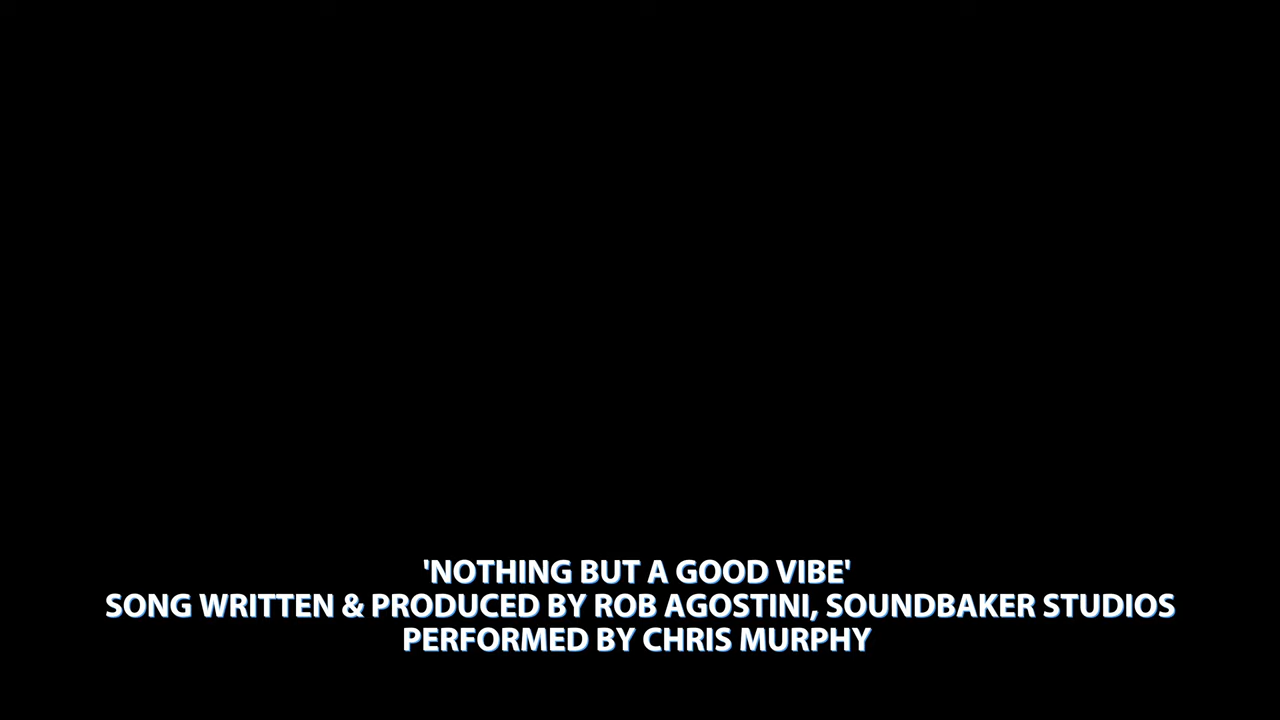 'NOTHING BUT A GOOD VIBE'
SONG WRITTEN & PRODUCED BY ROB AGOSTINI, SOUNDBAKER STUDIOS
PERFORMED BY CHRIS MURPHY